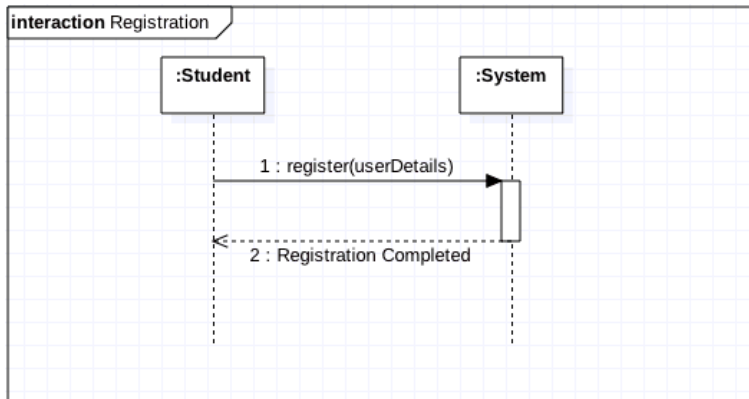 interaction Registration
:Student
:System
1 : register(userDetails)
2 : Registration Completed